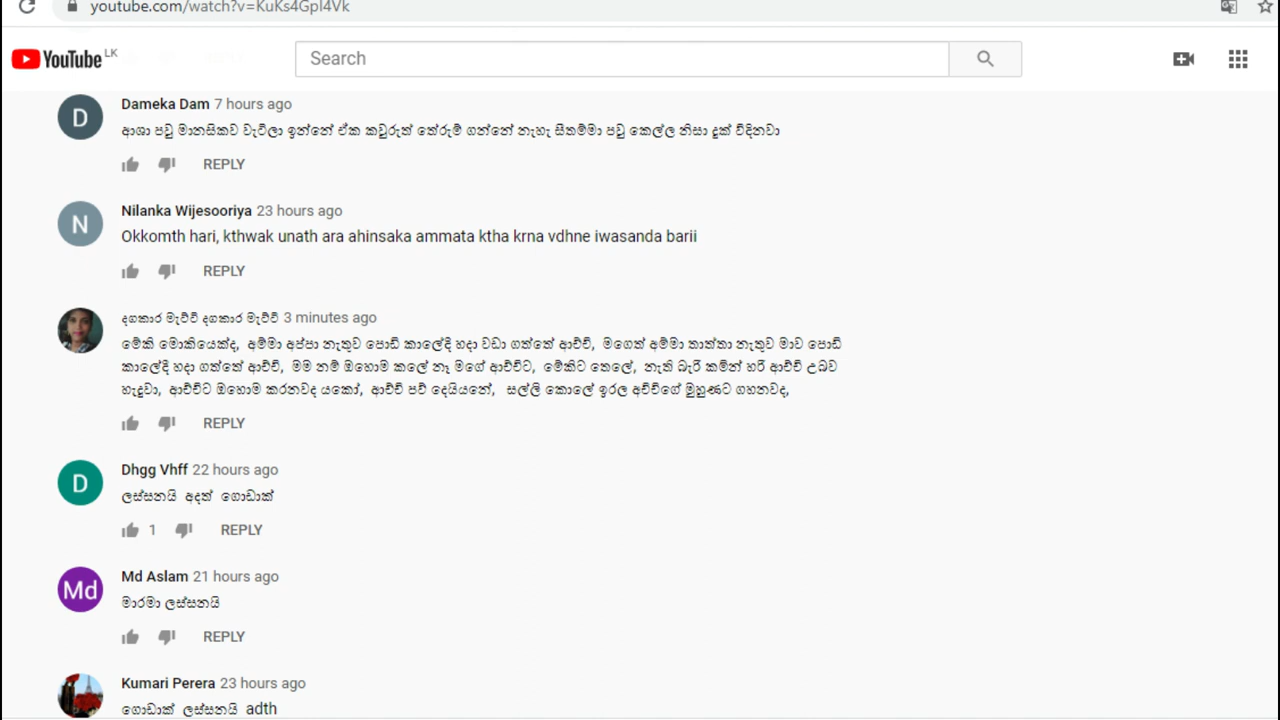 youtube.com/watch?v=KuKs4GpI4Vk
YouTube LK
Search
D
Dameka Dam 7 hours ago
ආශා පවු මානසිකව වැටිලා ඉන්නේ ඒක කවුරුත් තේරුම් ගන්නේ නැහැ සීතම්මා පවු කෙල්ල නිසා දුක් විදිනවා
REPLY
N
Nilanka Wijesooriya 23 hours ago
Okkomth hari, kthwak unath ara ahinsaka ammata ktha krna vdhne iwasanda barii
REPLY
දගකාර මැව්වි දගකාර මැව්වි 3 minutes ago
මේකි මොකියෙක්ද, අම්මා අප්පා නැතුව පොඩි කාලේදී හදා වඩා ගත්තේ ආච්චි, මගෙත් අම්මා තාත්තා නැතුව මාව පොඩි
කාලේදී හදා ගත්තේ ආච්චි, මම නම් ඔහොම කලේ නෑ මගේ ආච්චිට, මේකිට තෙලේ, නැති බැරි කමින් හරි ආච්චි උබව
හැදුවා, ආච්චිට ඔහොම කරනවද යකෝ, ආච්චි පව් දෙයියනේ, සල්ලි කොලේ ඉරල අච්චිගේ මුහුණට ගහනවද,
REPLY
D
Dhgg Vhff 22 hours ago
ලස්සනයි අදත් ගොඩාක්
1 REPLY
Md
Md Aslam 21 hours ago
මාරමා ලස්සනයි
REPLY
Kumari Perera 23 hours ago
ගොඩාක් ලස්සනයි adth